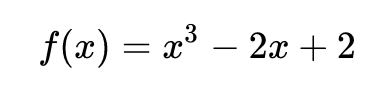 f(x) = x³ − 2x + 2